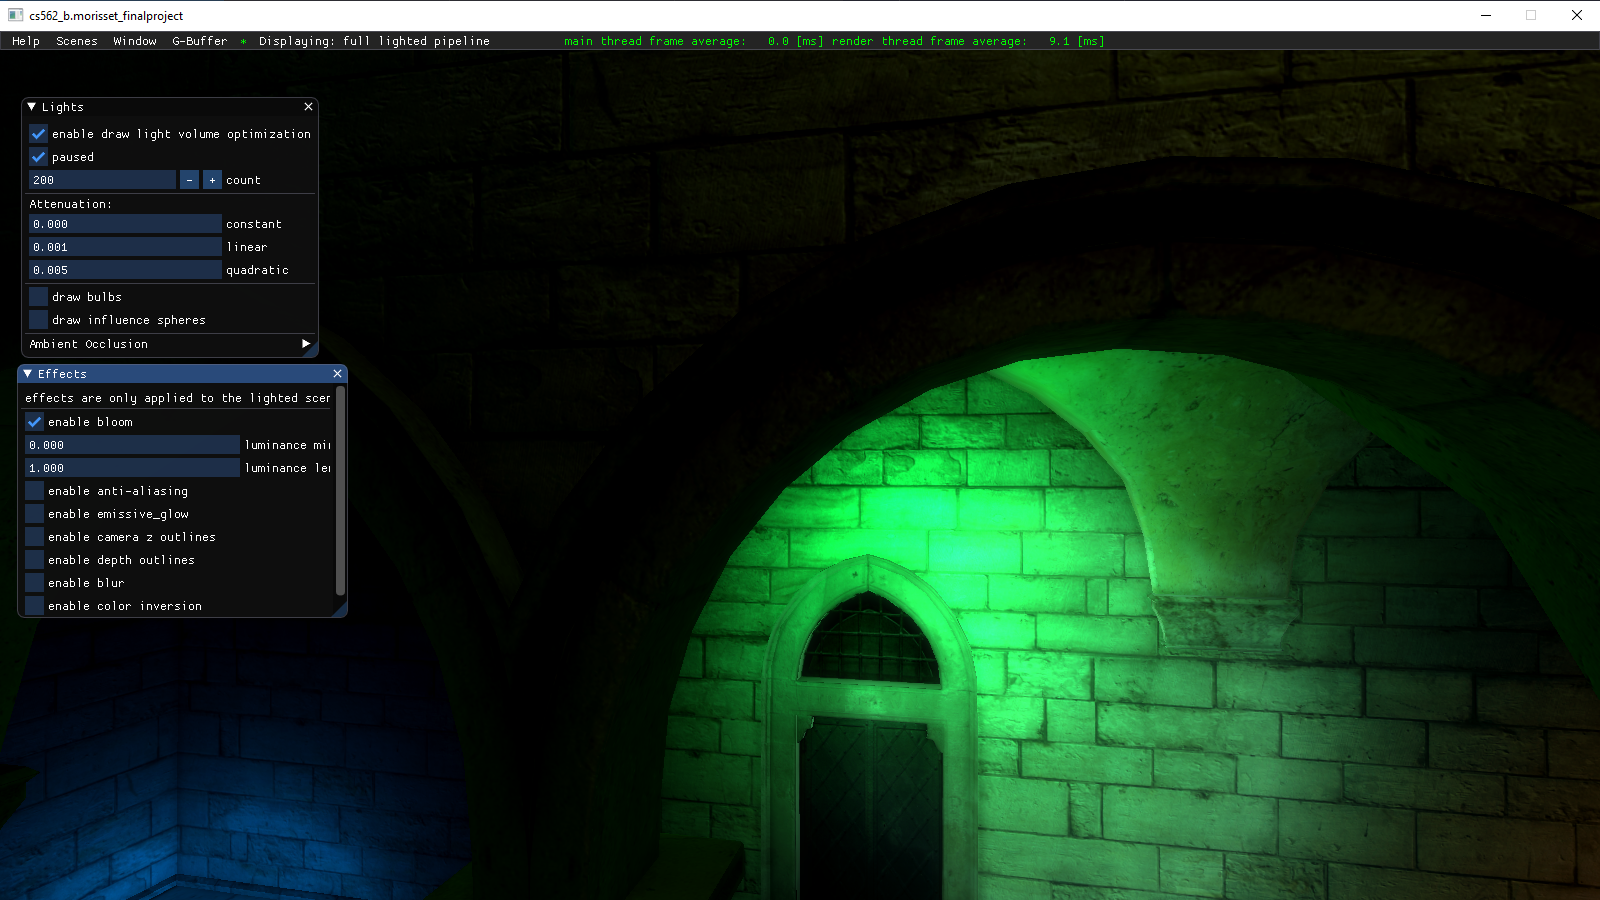 cs562_b.morisset_finalproject
Help Scenes Window G-Buffer * Displaying: full lighted pipeline main thread frame average: 0.0 [ms] render thread frame average: 9.1 [ms]
Lights
enable draw light volume optimization
paused
200 - + count
Attenuation:
0.000 constant
0.001 linear
0.005 quadratic
draw bulbs
draw influence spheres
Ambient Occlusion
Effects
effects are only applied to the lighted
enable bloom
0.000 luminance
1.000 luminance
enable anti-aliasing
enable emissive_glow
enable camera z outlines
enable depth outlines
enable blur
enable color inversion